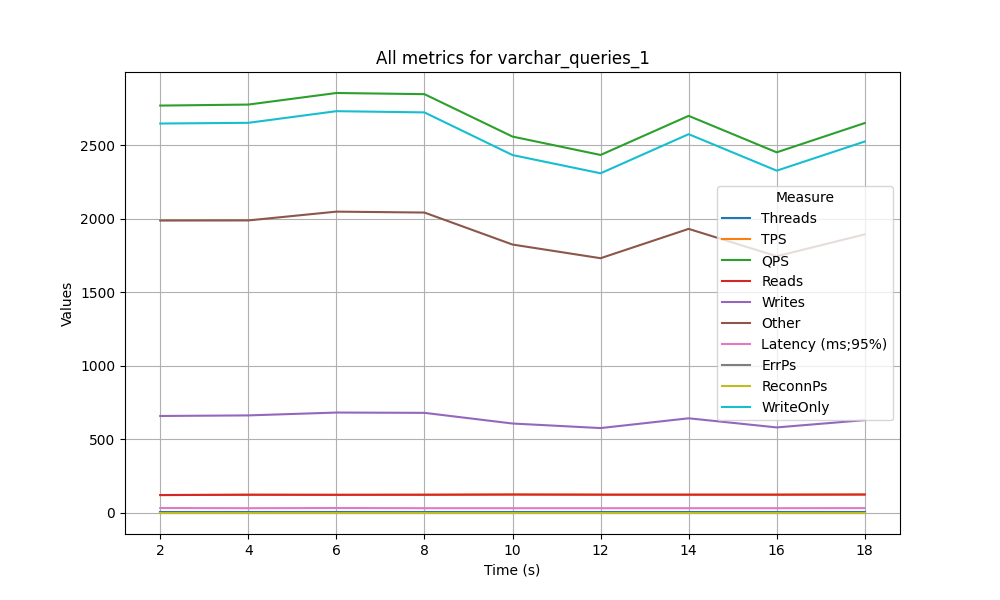 All metrics for varchar_queries_1
2500
2000
1500
1000
500
0
Values
2 4 6 8 10 12 14 16 18
Time (s)
Measure
Threads
TPS
QPS
Reads
Writes
Other
Latency (ms;95%)
ErrPs
ReconnPs
WriteOnly